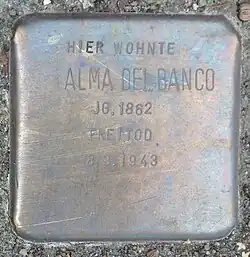 HIER WOHNTE
ALMA DEL BANCO
JG. 1862
FREITOD
8.3.1943